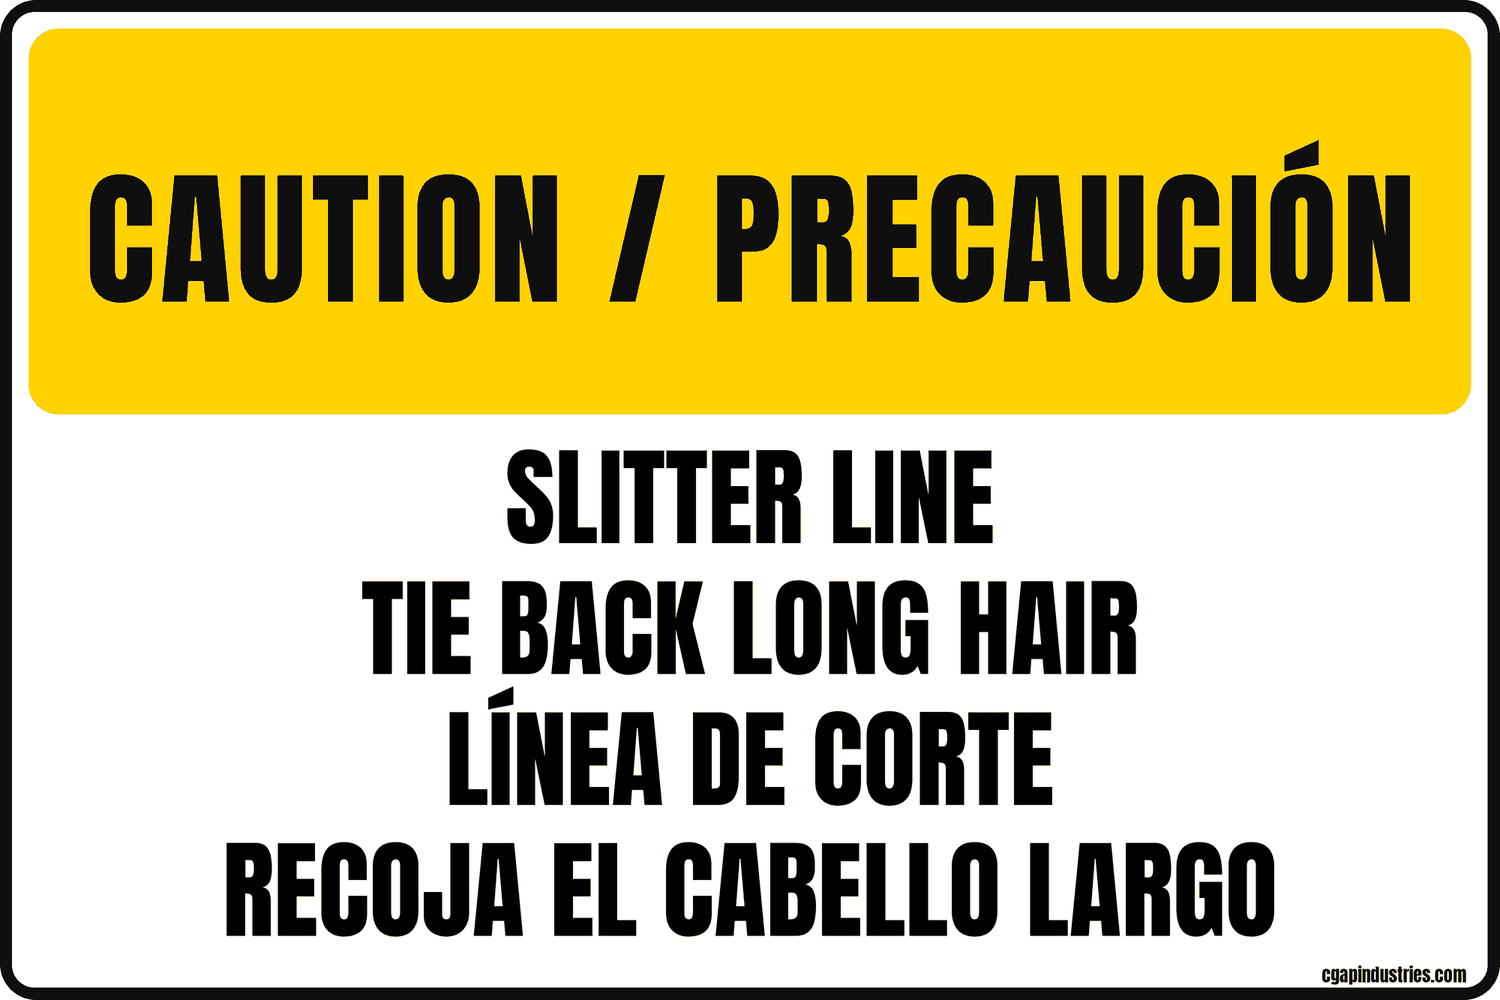 CAUTION / PRECAUCIÓN
SLITTER LINE
TIE BACK LONG HAIR
LÍNEA DE CORTE
RECOJA EL CABELLO LARGO
cgapindustries.com